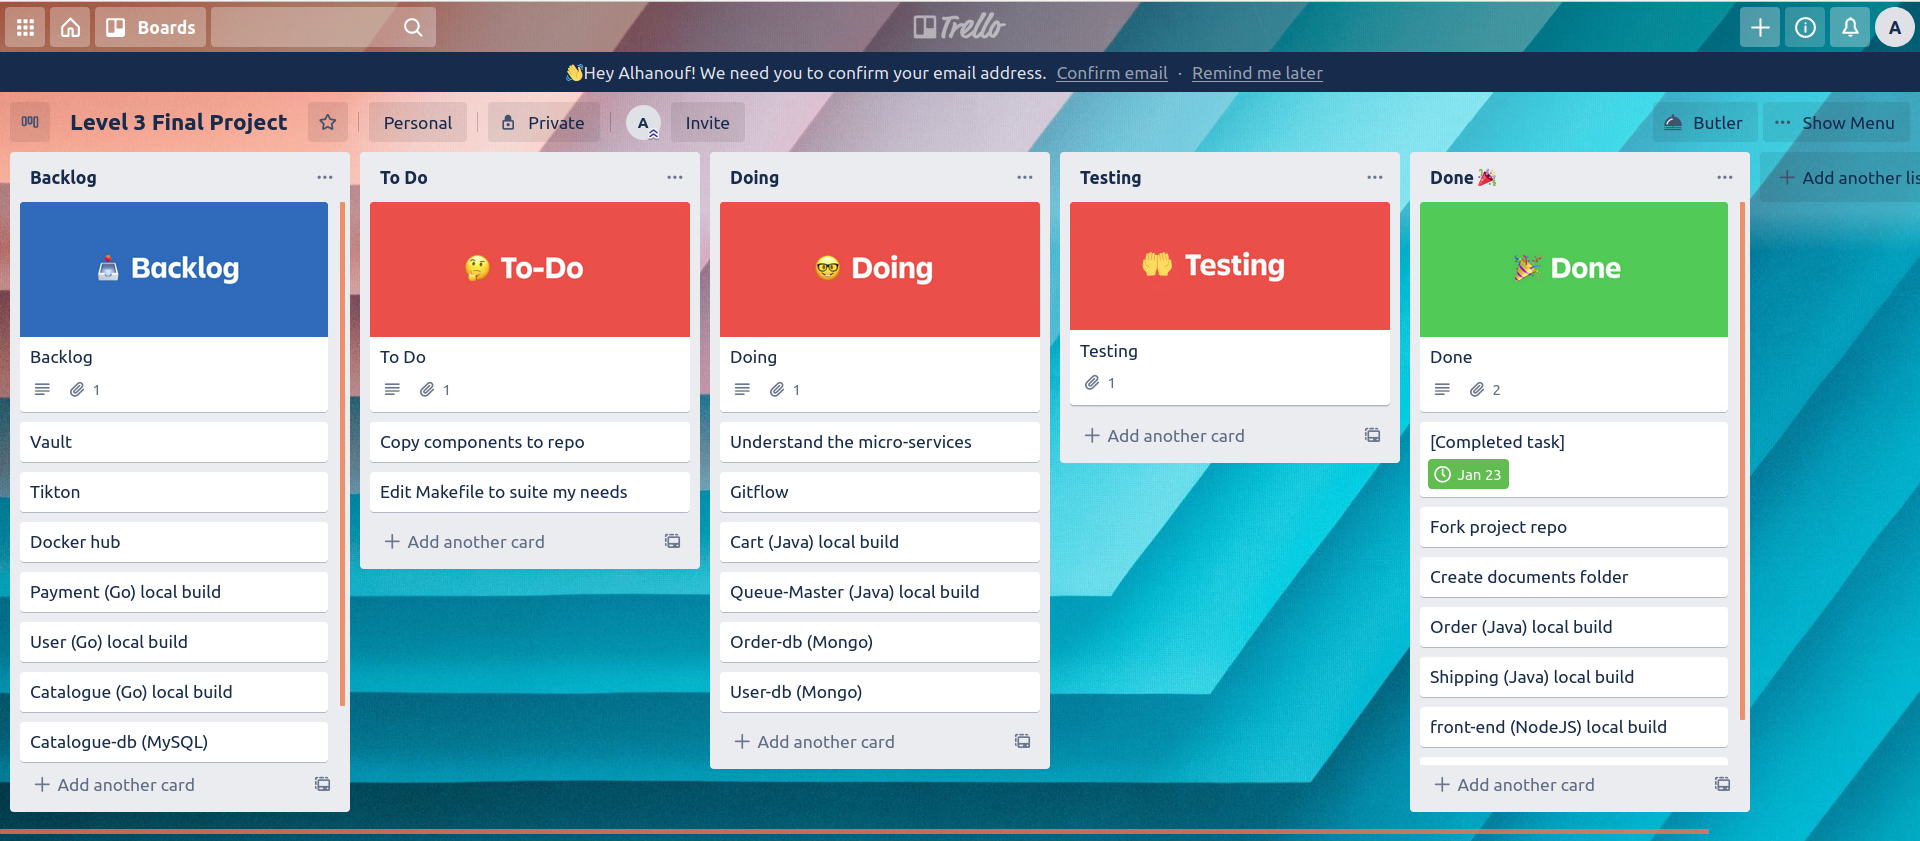 Boards
Trello
A
👋Hey Alhanouf! We need you to confirm your email address. Confirm email · Remind me later
Level 3 Final Project
Personal
Private
A
Invite
Butler
··· Show Menu
Backlog
Backlog
Backlog
1
Vault
Tikton
Docker hub
Payment (Go) local build
User (Go) local build
Catalogue (Go) local build
Catalogue-db (MySQL)
+ Add another card
To Do
🤔 To-Do
To Do
1
Copy components to repo
Edit Makefile to suite my needs
+ Add another card
Doing
🤓 Doing
Doing
1
Understand the micro-services
Gitflow
Cart (Java) local build
Queue-Master (Java) local build
Order-db (Mongo)
User-db (Mongo)
+ Add another card
Testing
🤲 Testing
Testing
1
+ Add another card
Done 🎉
🎉 Done
Done
2
[Completed task]
Jan 23
Fork project repo
Create documents folder
Order (Java) local build
Shipping (Java) local build
front-end (NodeJS) local build
+ Add another card
+ Add another lis